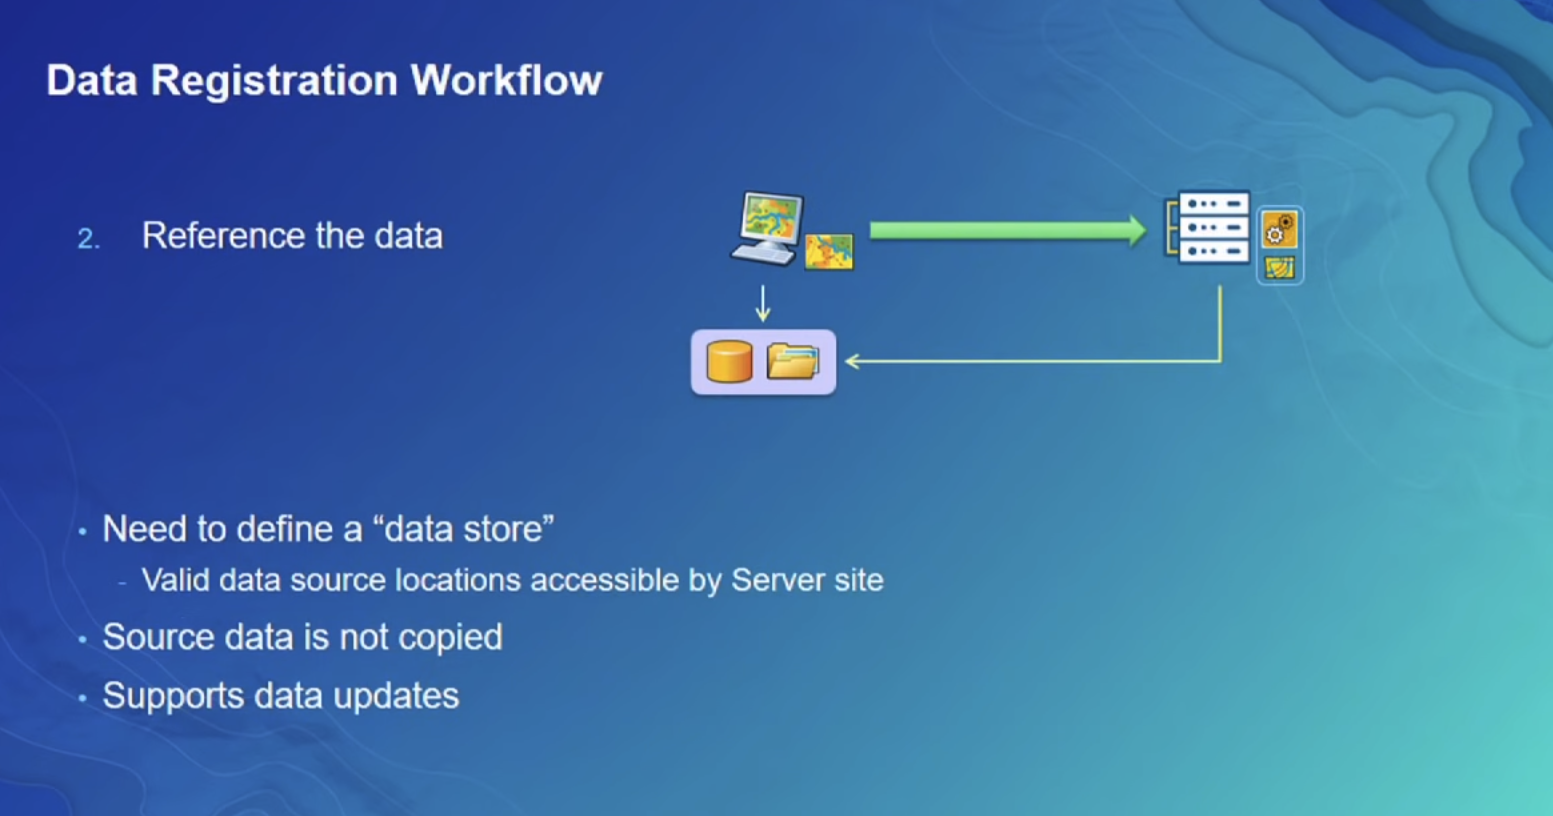 Data Registration Workflow
2. Reference the data
• Need to define a “data store”
- Valid data source locations accessible by Server site
• Source data is not copied
• Supports data updates